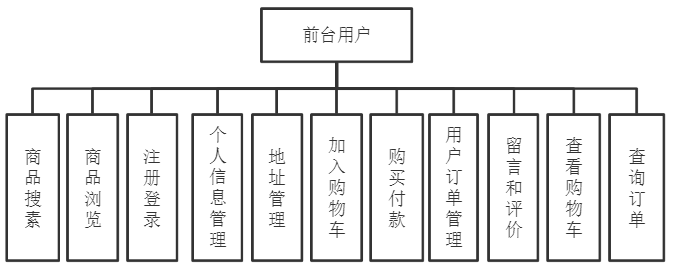 前台用户
商品搜素
商品浏览
注册登录
个人信息管理
地址管理
加入购物车
购买付款
用户订单管理
留言和评价
查看购物车
查询订单